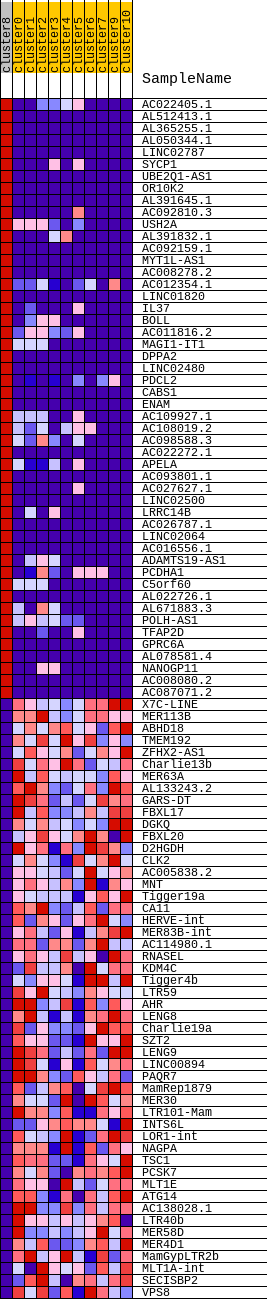 cluster8
cluster0
cluster1
cluster2
cluster3
cluster4
cluster5
cluster6
cluster7
cluster9
cluster10
SampleName
AC022405.1
AL512413.1
AL365255.1
AL050344.1
LINC02787
SYCP1
UBE2Q1-AS1
OR10K2
AL391645.1
AC092810.3
USH2A
AL391832.1
AC092159.1
MYT1L-AS1
AC008278.2
AC012354.1
LINC01820
IL37
BOLL
AC011816.2
MAGI1-IT1
DPPA2
LINC02480
PDCL2
CABS1
ENAM
AC109927.1
AC108019.2
AC098588.3
AC022272.1
APELA
AC093801.1
AC027627.1
LINC02500
LRRC14B
AC026787.1
LINC02064
AC016556.1
ADAMTS19-AS1
PCDHA1
C5orf60
AL022726.1
AL671883.3
POLH-AS1
TFAP2D
GPRC6A
AL078581.4
NANOGP11
AC008080.2
AC087071.2
X7C-LINE
MER113B
ABHD18
TMEM192
ZFHX2-AS1
Charlie13b
MER63A
AL133243.2
GARS-DT
FBXL17
DGKQ
FBXL20
D2HGDH
CLK2
AC005838.2
MNT
Tigger19a
CA11
HERVE-int
MER83B-int
AC114980.1
RNASEL
KDM4C
Tigger4b
LTR59
AHR
LENG8
Charlie19a
SZT2
LENG9
LINC00894
PAQR7
MamRep1879
MER30
LTR101-Mam
INTS6L
LOR1-int
NAGPA
TSC1
PCSK7
MLT1E
ATG14
AC138028.1
LTR40b
MER58D
MER4D1
MamGypLTR2b
MLT1A-int
SECISBP2
VPS8